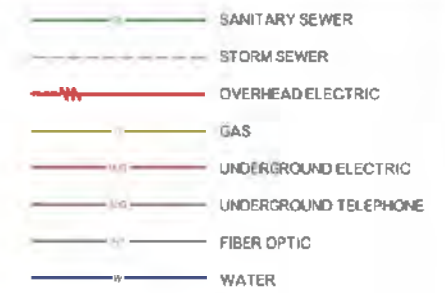 SANITARY SEWER
STORM SEWER
OVERHEAD ELECTRIC
GAS
UNDERGROUND ELECTRIC
UNDERGROUND TELEPHONE
FIBER OPTIC
W WATER